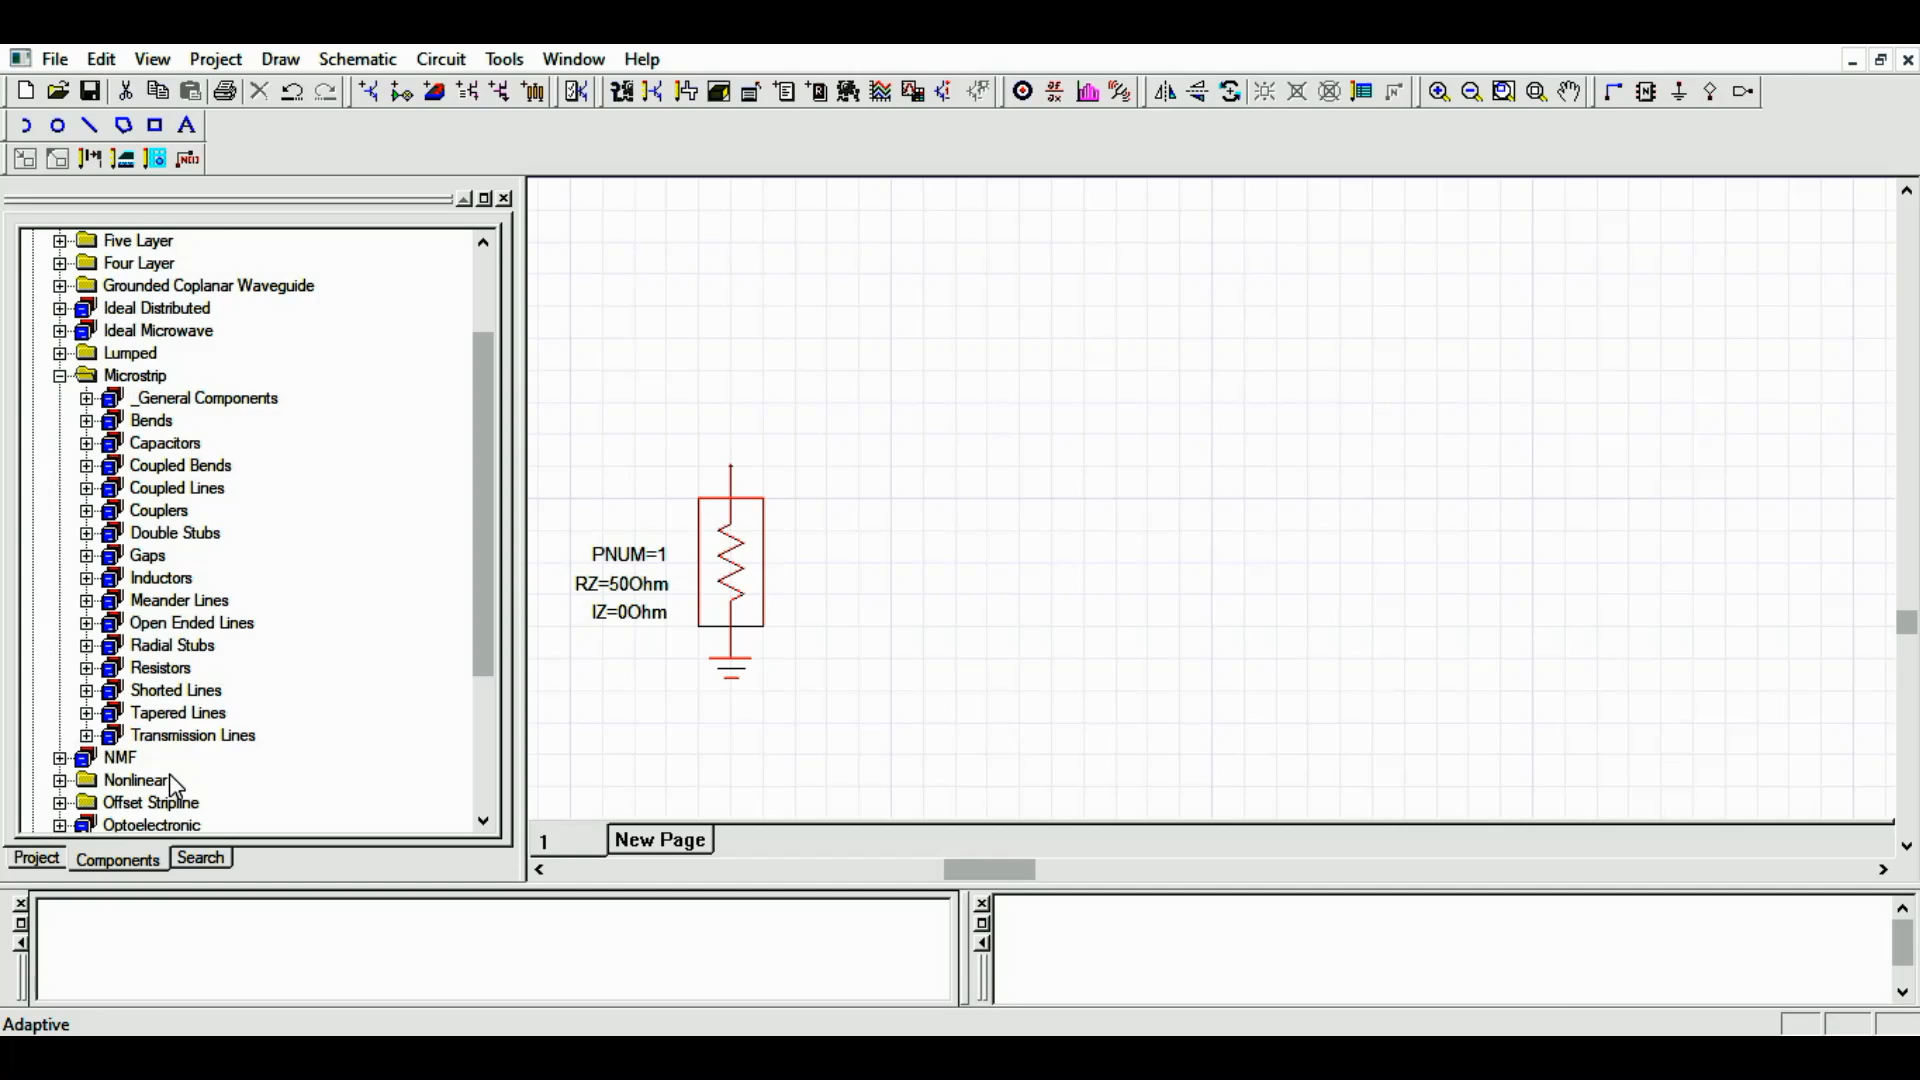 File Edit View Project Draw Schematic Circuit Tools Window Help
Five Layer
Four Layer
Grounded Coplanar Waveguide
Ideal Distributed
Ideal Microwave
Lumped
Microstrip
_General Components
Bends
Capacitors
Coupled Bends
Coupled Lines
Couplers
Double Stubs
Gaps
Inductors
Meander Lines
Open Ended Lines
Radial Stubs
Resistors
Shorted Lines
Tapered Lines
Transmission Lines
NMF
Nonlinear
Offset Stripline
Optoelectronic
Project Components Search
PNUM=1
RZ=50Ohm
IZ=0Ohm
1 New Page
Adaptive